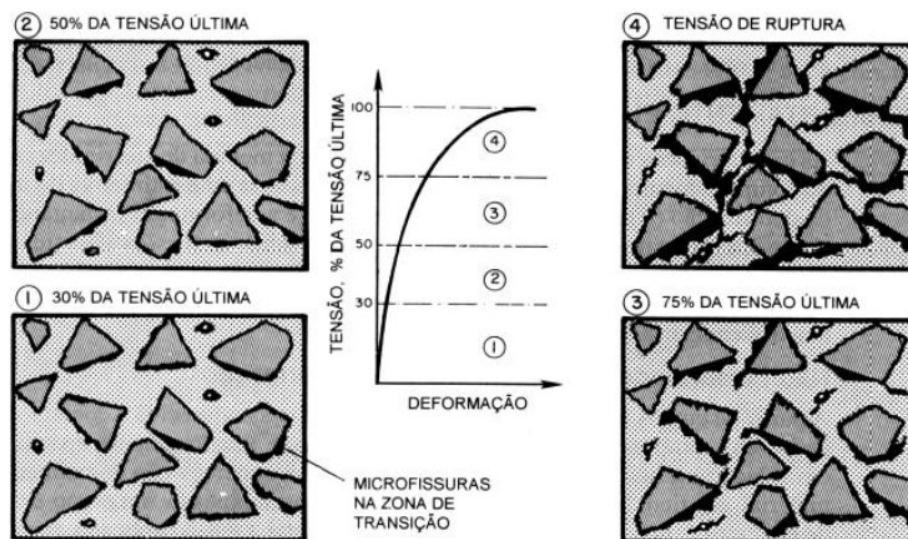 ② 50% DA TENSÃO ÚLTIMA
④ TENSÃO DE RUPTURA
① 30% DA TENSÃO ÚLTIMA
③ 75% DA TENSÃO ÚLTIMA
TENSÃO, % DA TENSÃO ÚLTIMA
100
75
50
30
④
③
②
①
DEFORMAÇÃO
MICROFISSURAS
NA ZONA DE
TRANSIÇÃO